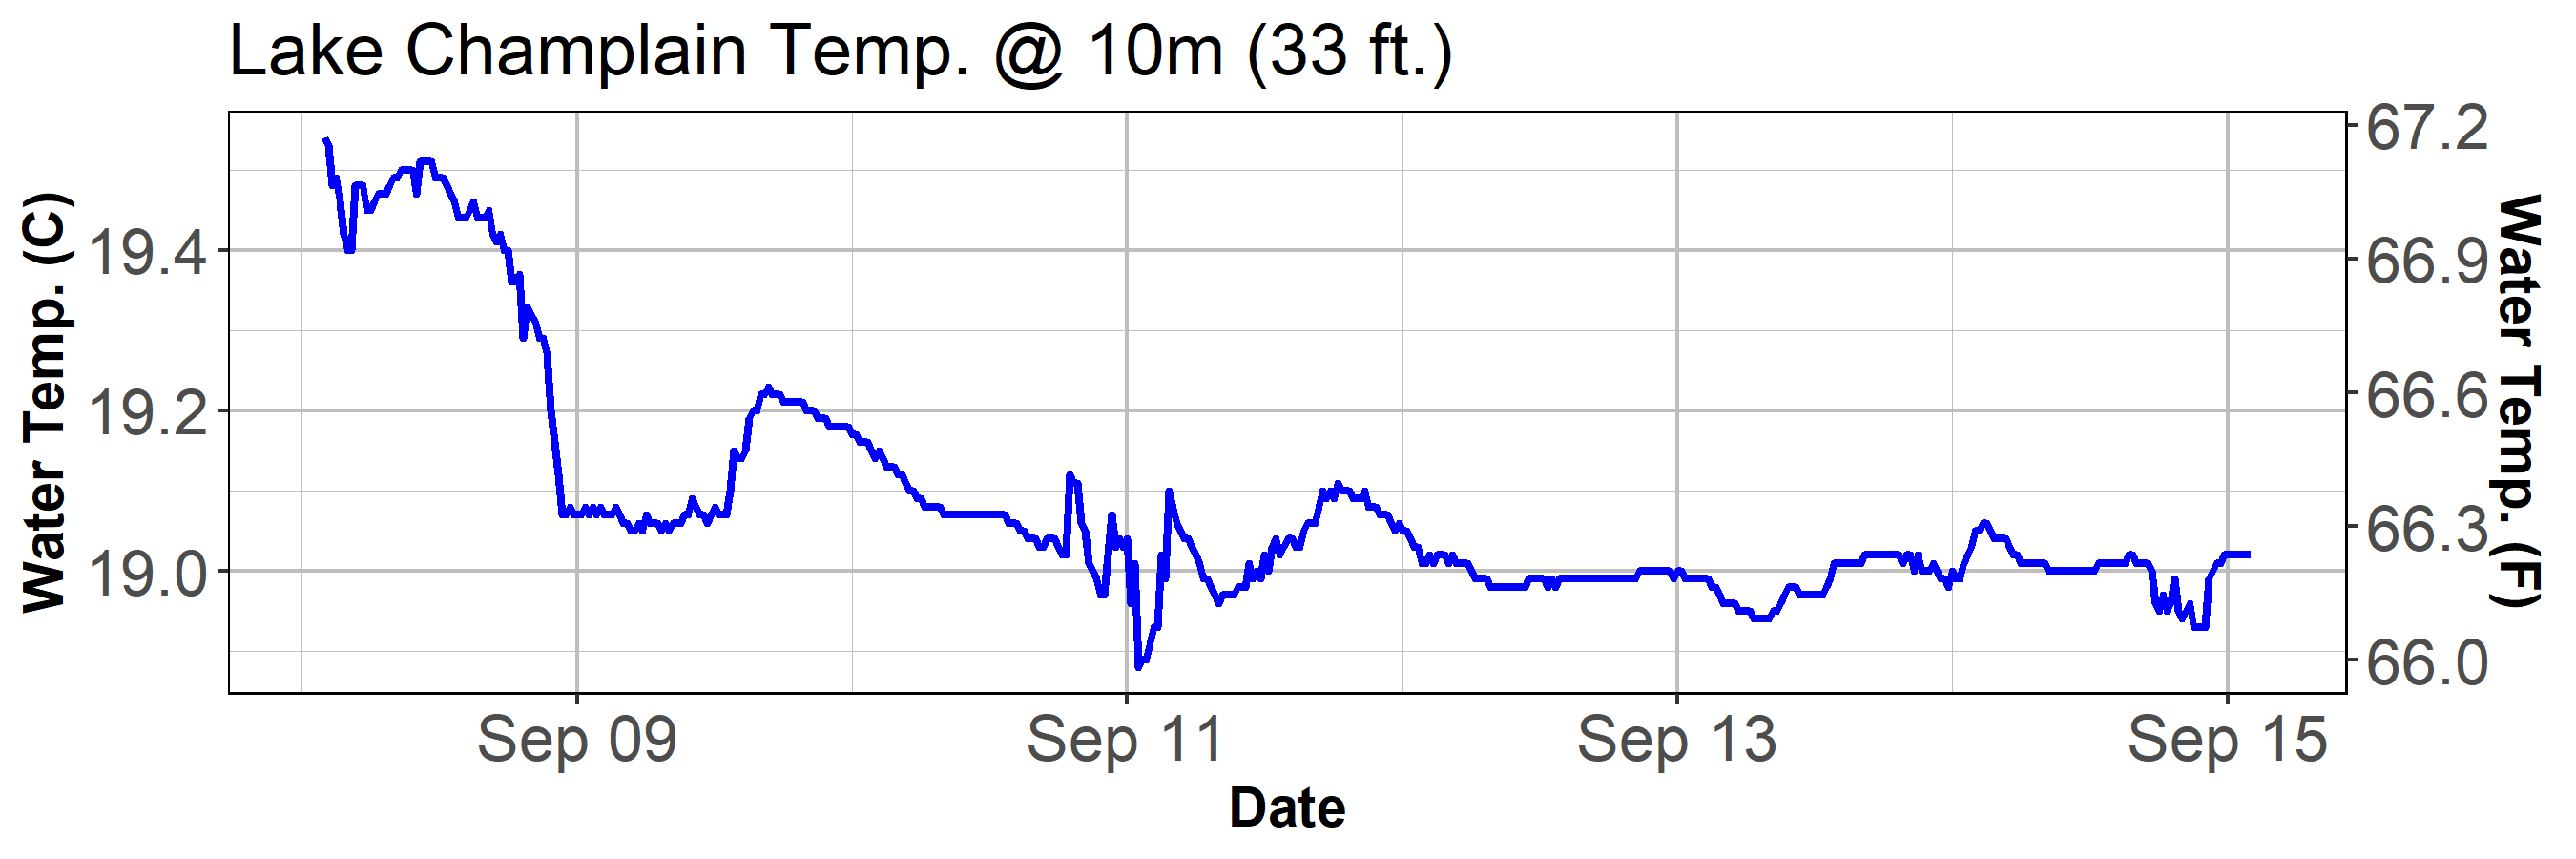 Lake Champlain Temp. @ 10m (33 ft.)
Water Temp. (C)
19.4
19.2
19.0
67.2
66.9
66.6
66.3
66.0
Water Temp. (F)
Sep 09 Sep 11 Sep 13 Sep 15
Date